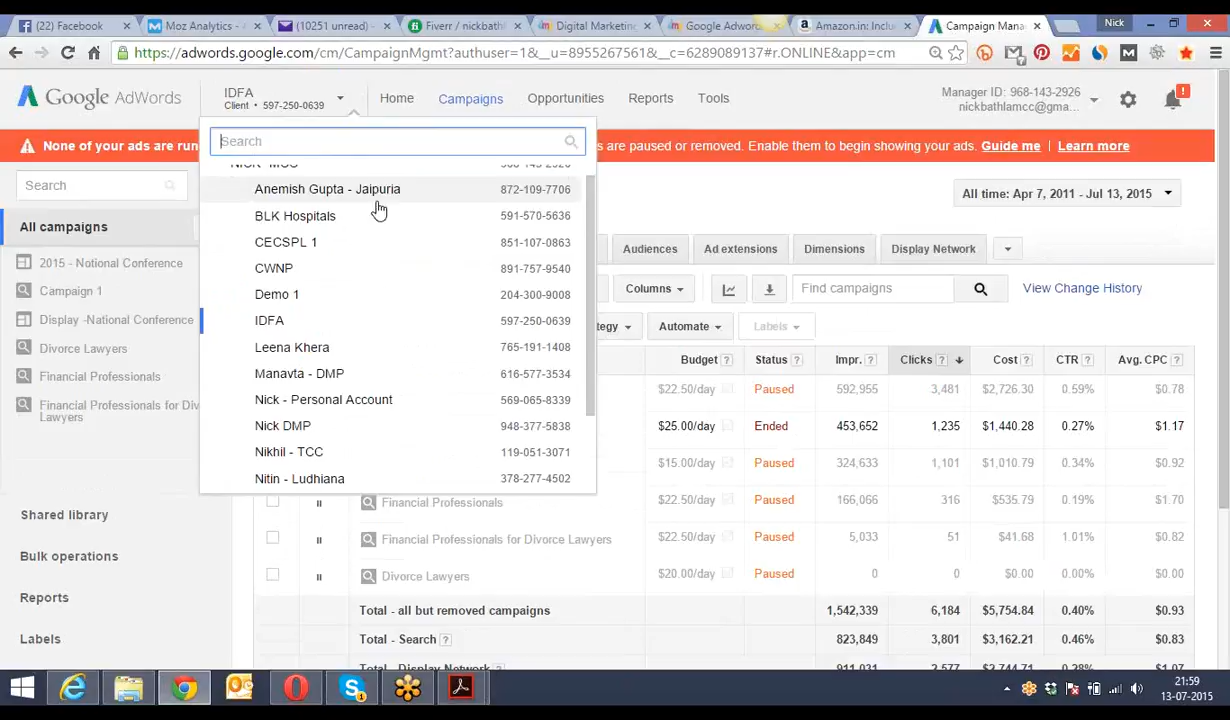 (22) Facebook
Moz Analytics -
(10251 unread) -
Fiverr / nickbath
Digital Marketing
Google Adword
Amazon.in: Inclu
Campaign Mana
Nick
https://adwords.google.com/cm/CampaignMgmt?authuser=1&__u=8955267561&__c=6289089137#r.ONLINE&app=cm
Google AdWords
IDFA
Client • 597-250-0639
Home
Campaigns
Opportunities
Reports
Tools
Manager ID: 968-143-2926
nickbathlamcc@gma...
!
None of your ads are run
s are paused or removed. Enable them to begin showing your ads. Guide me Learn more
Search
Search
Anemish Gupta - Jaipuria 872-109-7706
BLK Hospitals 591-570-5636
CECSPL 1 851-107-0863
CWNP 891-757-9540
Demo 1 204-300-9008
IDFA 597-250-0639
Leena Khera 765-191-1408
Manavta - DMP 616-577-3534
Nick - Personal Account 569-065-8339
Nick DMP 948-377-5838
Nikhil - TCC 119-051-3071
Nitin - Ludhiana 378-277-4502
All campaigns
2015 - Notional Conference
Campaign 1
Display -National Conference
Divorce Lawyers
Financial Professionals
Financial Professionals for Div
Lawyers
Shared library
Bulk operations
Reports
Labels
All time: Apr 7, 2011 - Jul 13, 2015
Audiences
Ad extensions
Dimensions
Display Network
Columns
Find campaigns
View Change History
tegy
Automate
Labels
Budget ? Status ? Impr. ? Clicks ? Cost ? CTR ? Avg. CPC ?
$22.50/day Paused 592,955 3,481 $2,726.30 0.59% $0.78
$25.00/day Ended 453,652 1,235 $1,440.28 0.27% $1.17
$15.00/day Paused 324,633 1,101 $1,010.79 0.34% $0.92
Financial Professionals $22.50/day Paused 166,066 316 $535.79 0.19% $1.70
Financial Professionals for Divorce Lawyers $22.50/day Paused 5,033 51 $41.68 1.01% $0.82
Divorce Lawyers $20.00/day Paused 0 0 $0.00 0.00% $0.00
Total - all but removed campaigns 1,542,339 6,184 $5,754.84 0.40% $0.93
Total - Search ? 823,849 3,801 $3,162.21 0.46% $0.83
Total - Display Network ?
21:59
13-07-2015